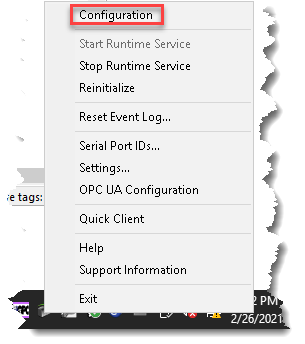 Configuration
Start Runtime Service
Stop Runtime Service
Reinitialize
Reset Event Log...
Serial Port IDs...
Settings...
OPC UA Configuration
ve tags:
Quick Client
Help
Support Information
Exit
2 PM
2/26/2021